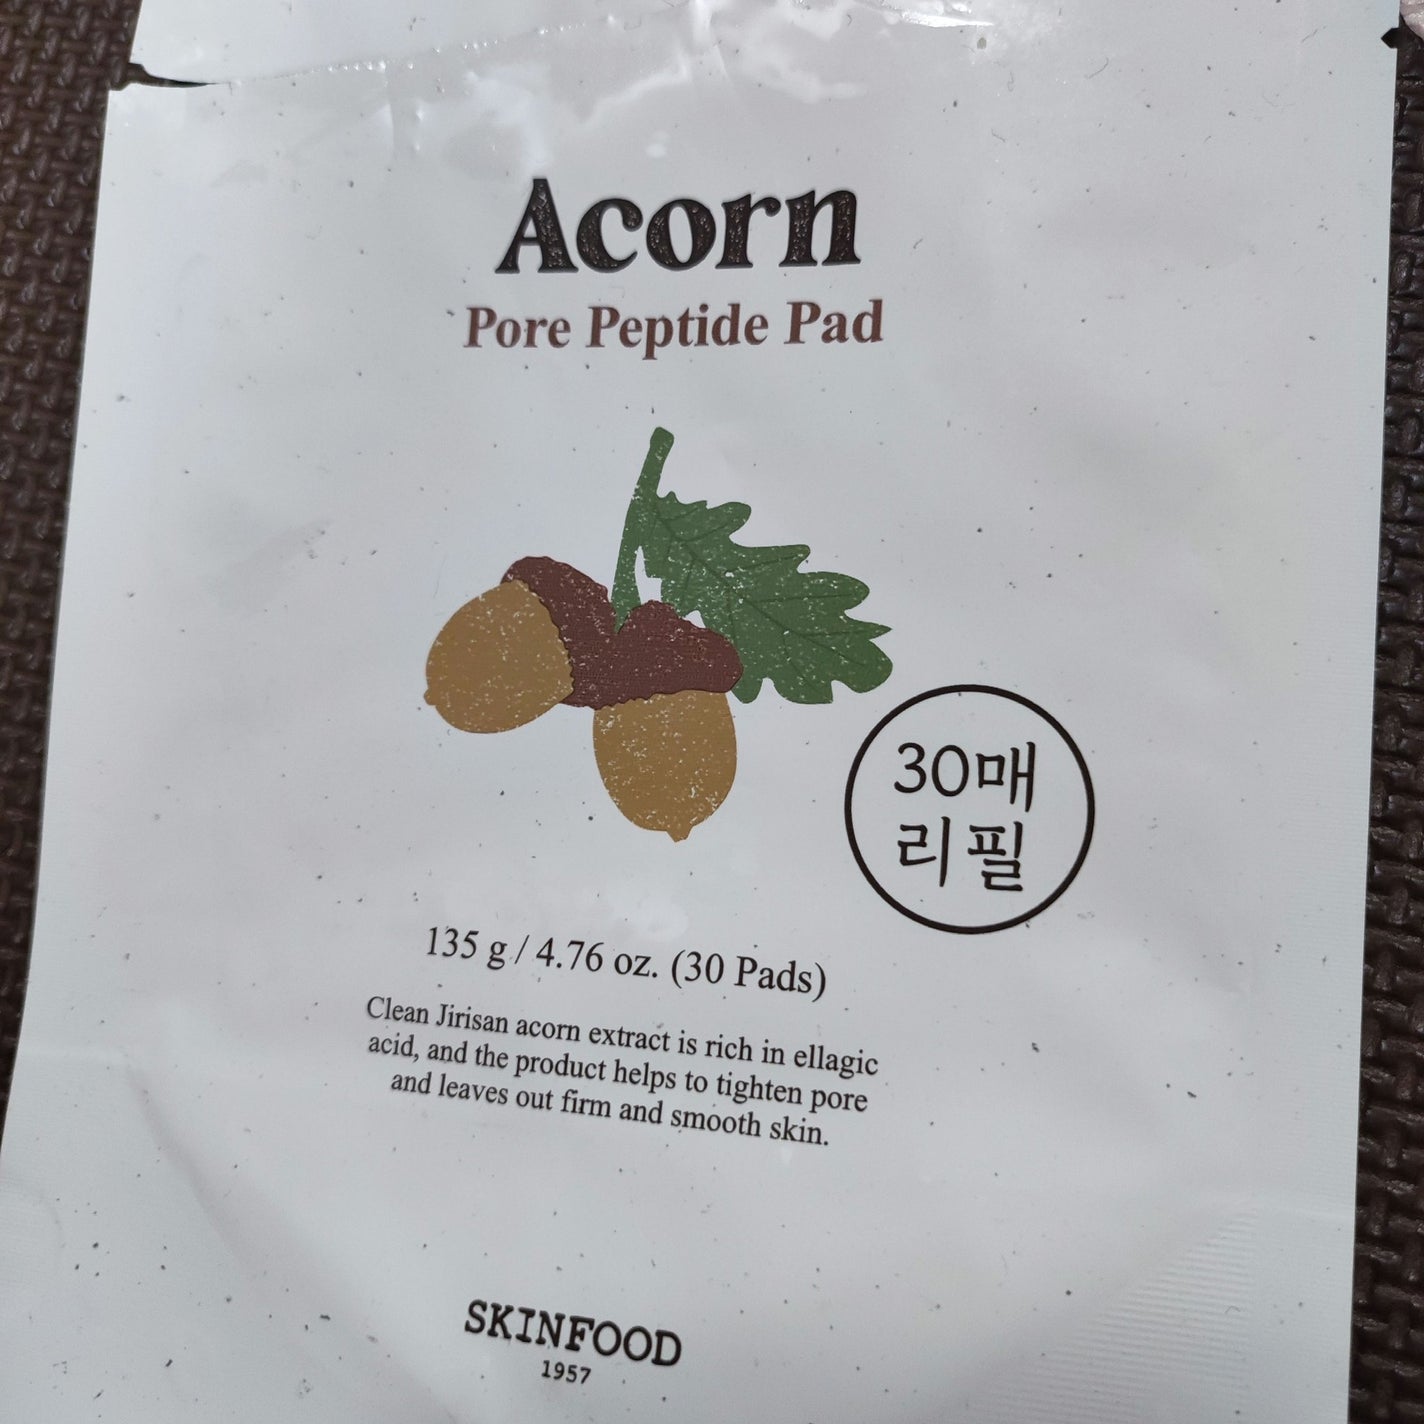 Acorn
Pore Peptide Pad
30매
리필
135 g / 4.76 oz. (30 Pads)
Clean Jirisan acorn extract is rich in ellagic
acid, and the product helps to tighten pore
and leaves out firm and smooth skin.
SKINFOOD
1957